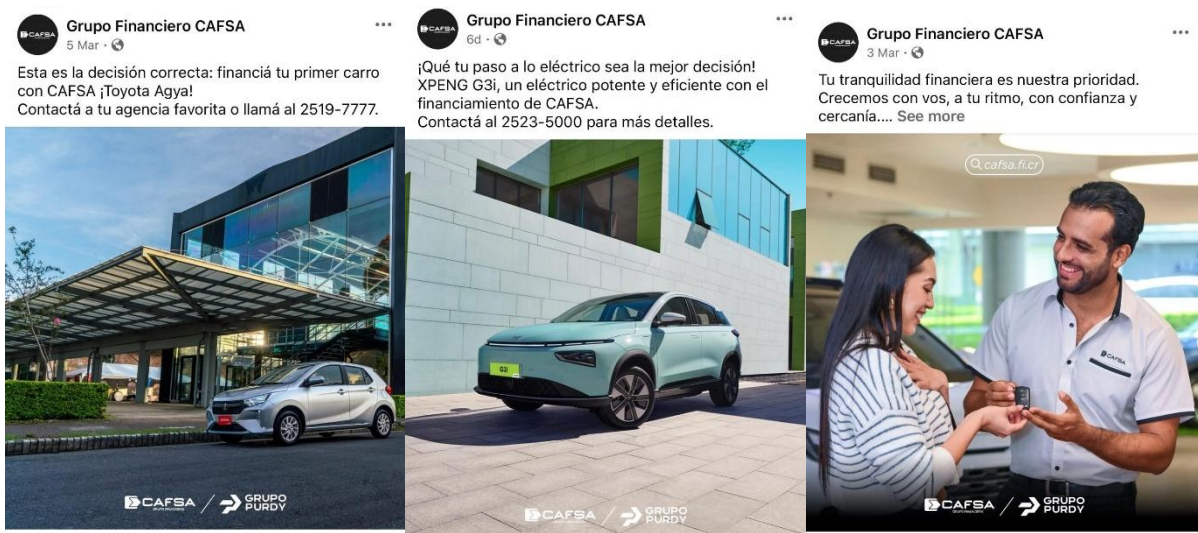 Grupo Financiero CAFSA
5 Mar ·
Esta es la decisión correcta: financiá tu primer carro
con CAFSA ¡Toyota Agya!
Contactá a tu agencia favorita o llamá al 2519-7777.
CAFSA
GRUPO
PURDY
Grupo Financiero CAFSA
6d ·
¡Qué tu paso a lo eléctrico sea la mejor decisión!
XPENG G3i, un eléctrico potente y eficiente con el
financiamiento de CAFSA.
Contactá al 2523-5000 para más detalles.
G3i
CAFSA
GRUPO
PURDY
Grupo Financiero CAFSA
3 Mar ·
Tu tranquilidad financiera es nuestra prioridad.
Crecemos con vos, a tu ritmo, con confianza y
cercanía.... See more
cafsa.fi.cr
CAFSA
CAFSA
GRUPO
PURDY